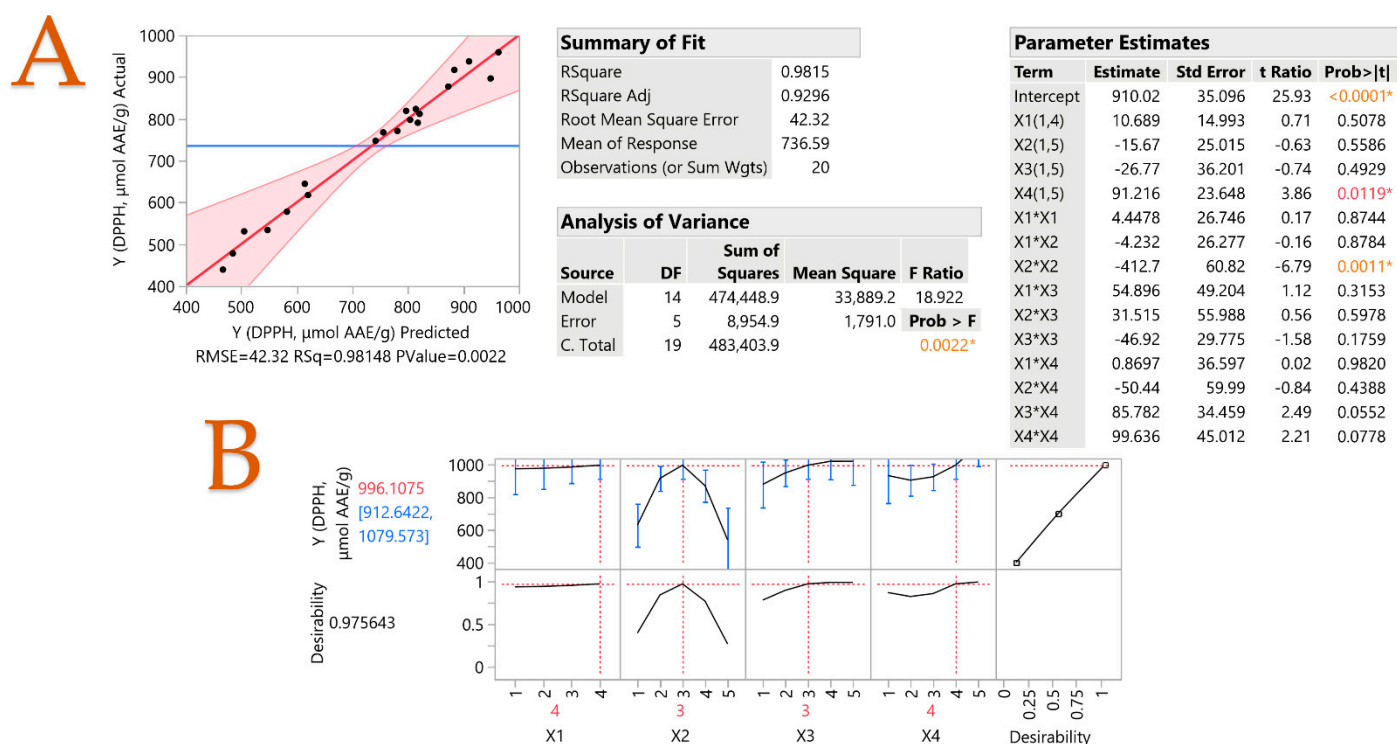 A
Y (DPPH, μmol AAE/g) Actual
1000
900
800
700
600
500
400
400 500 600 700 800 900 1000
Y (DPPH, μmol AAE/g) Predicted
RMSE=42.32 RSq=0.98148 PValue=0.0022
Summary of Fit
RSquare 0.9815
RSquare Adj 0.9296
Root Mean Square Error 42.32
Mean of Response 736.59
Observations (or Sum Wgts) 20
Analysis of Variance
Sum of
Source DF Squares Mean Square F Ratio
Model 14 474,448.9 33,889.2 18.922
Error 5 8,954.9 1,791.0 Prob > F
C. Total 19 483,403.9 0.0022*
Parameter Estimates
Term Estimate Std Error t Ratio Prob>|t|
Intercept 910.02 35.096 25.93 <0.0001*
X1(1,4) 10.689 14.993 0.71 0.5078
X2(1,5) -15.67 25.015 -0.63 0.5586
X3(1,5) -26.77 36.201 -0.74 0.4929
X4(1,5) 91.216 23.648 3.86 0.0119*
X1*X1 4.4478 26.746 0.17 0.8744
X1*X2 -4.232 26.277 -0.16 0.8784
X2*X2 -412.7 60.82 -6.79 0.0011*
X1*X3 54.896 49.204 1.12 0.3153
X2*X3 31.515 55.988 0.56 0.5978
X3*X3 -46.92 29.775 -1.58 0.1759
X1*X4 0.8697 36.597 0.02 0.9820
X2*X4 -50.44 59.99 -0.84 0.4388
X3*X4 85.782 34.459 2.49 0.0552
X4*X4 99.636 45.012 2.21 0.0778
B
Y (DPPH,
μmol AAE/g)
996.1075
[912.6422,
1079.573]
1000
800
600
400
Desirability
0.975643
1
0.5
0
1 2 3 4 1 2 3 4 5 1 2 3 4 5 1 2 3 4 5 0 0.25 0.5 0.75 1
4 3 3 4
X1 X2 X3 X4 Desirability